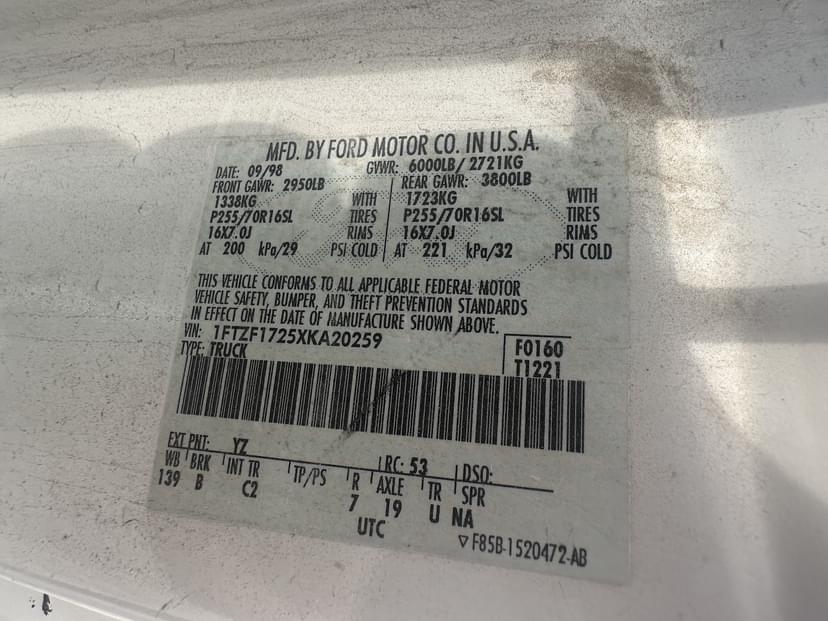 MFD. BY FORD MOTOR CO. IN U.S.A.
DATE: 09/98 GVWR: 6000LB/ 2721KG
FRONT GAWR: 2950LB REAR GAWR: 3800LB
1338KG WITH 1723KG WITH
P255/70R16SL TIRES P255/70R16SL TIRES
16X7.0J RIMS 16X7.0J RIMS
AT 200 kPa/29 PSI COLD AT 221 kPa/32 PSI COLD
THIS VEHICLE CONFORMS TO ALL APPLICABLE FEDERAL MOTOR
VEHICLE SAFETY, BUMPER, AND THEFT PREVENTION STANDARDS
IN EFFECT ON THE DATE OF MANUFACTURE SHOWN ABOVE.
VIN: 1FTZF1725XKA20259 F0160
TYPE: TRUCK T1221
EXT PNT: YZ RC: 53 DSO:
WB BRK INT TR TP/PS R AXLE TR SPR
139 B C2 7 19 U NA
UTC
▽F85B-1520472-AB